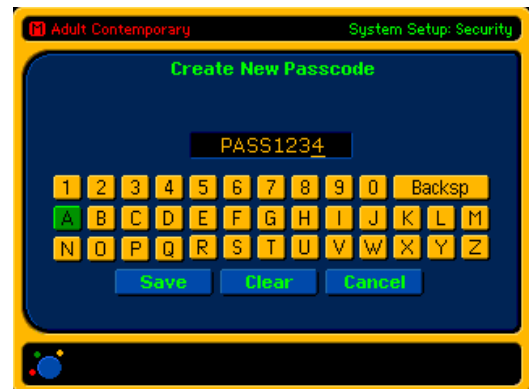 M Adult Contemporary System Setup: Security
Create New Passcode
PASS1234
1 2 3 4 5 6 7 8 9 0 Backsp
A B C D E F G H I J K L M
N O P Q R S T U V W X Y Z
Save Clear Cancel